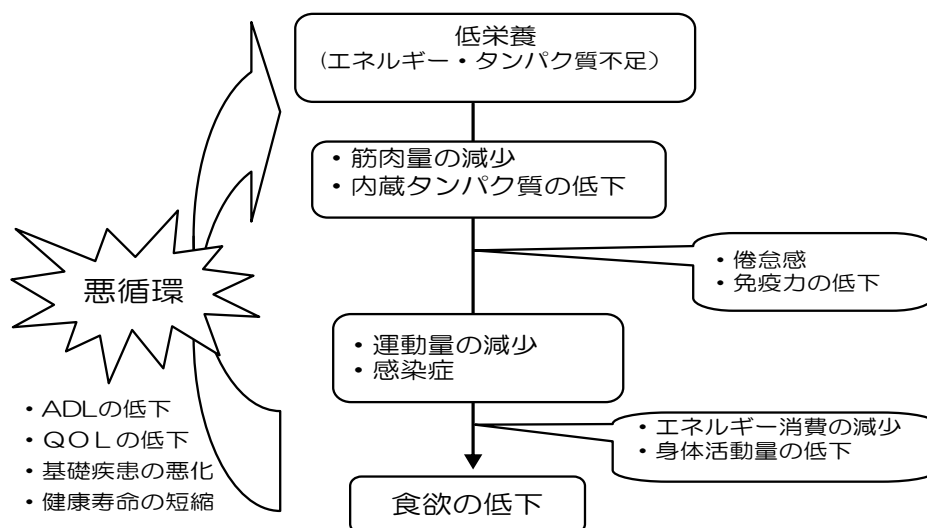 低栄養
(エネルギー・タンパク質不足)
・筋肉量の減少
・内蔵タンパク質の低下
・倦怠感
・免疫力の低下
悪循環
・運動量の減少
・感染症
・ADLの低下
・QOLの低下
・基礎疾患の悪化
・健康寿命の短縮
・エネルギー消費の減少
・身体活動量の低下
食欲の低下